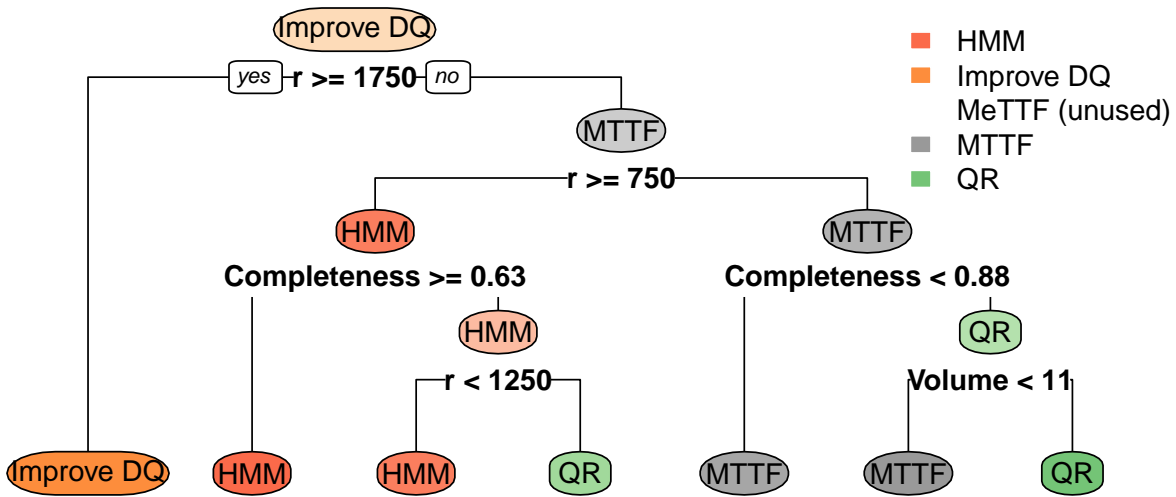 Improve DQ
yes r >= 1750 no
MTTF
r >= 750
HMM MTTF
Completeness >= 0.63 Completeness < 0.88
HMM QR
r < 1250 Volume < 11
Improve DQ HMM HMM QR MTTF MTTF QR
HMM
Improve DQ
MeTTF (unused)
MTTF
QR